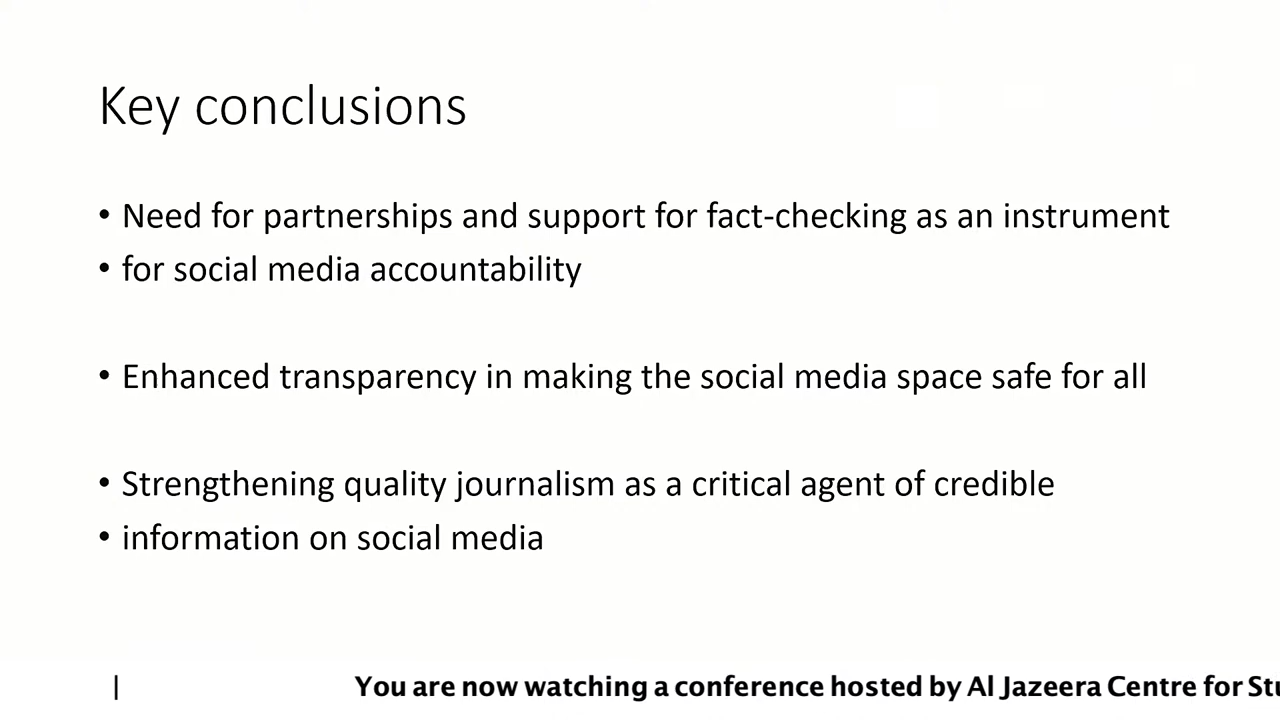 Key conclusions
• Need for partnerships and support for fact-checking as an instrument
• for social media accountability
• Enhanced transparency in making the social media space safe for all
• Strengthening quality journalism as a critical agent of credible
• information on social media
| You are now watching a conference hosted by Al Jazeera Centre for Stu